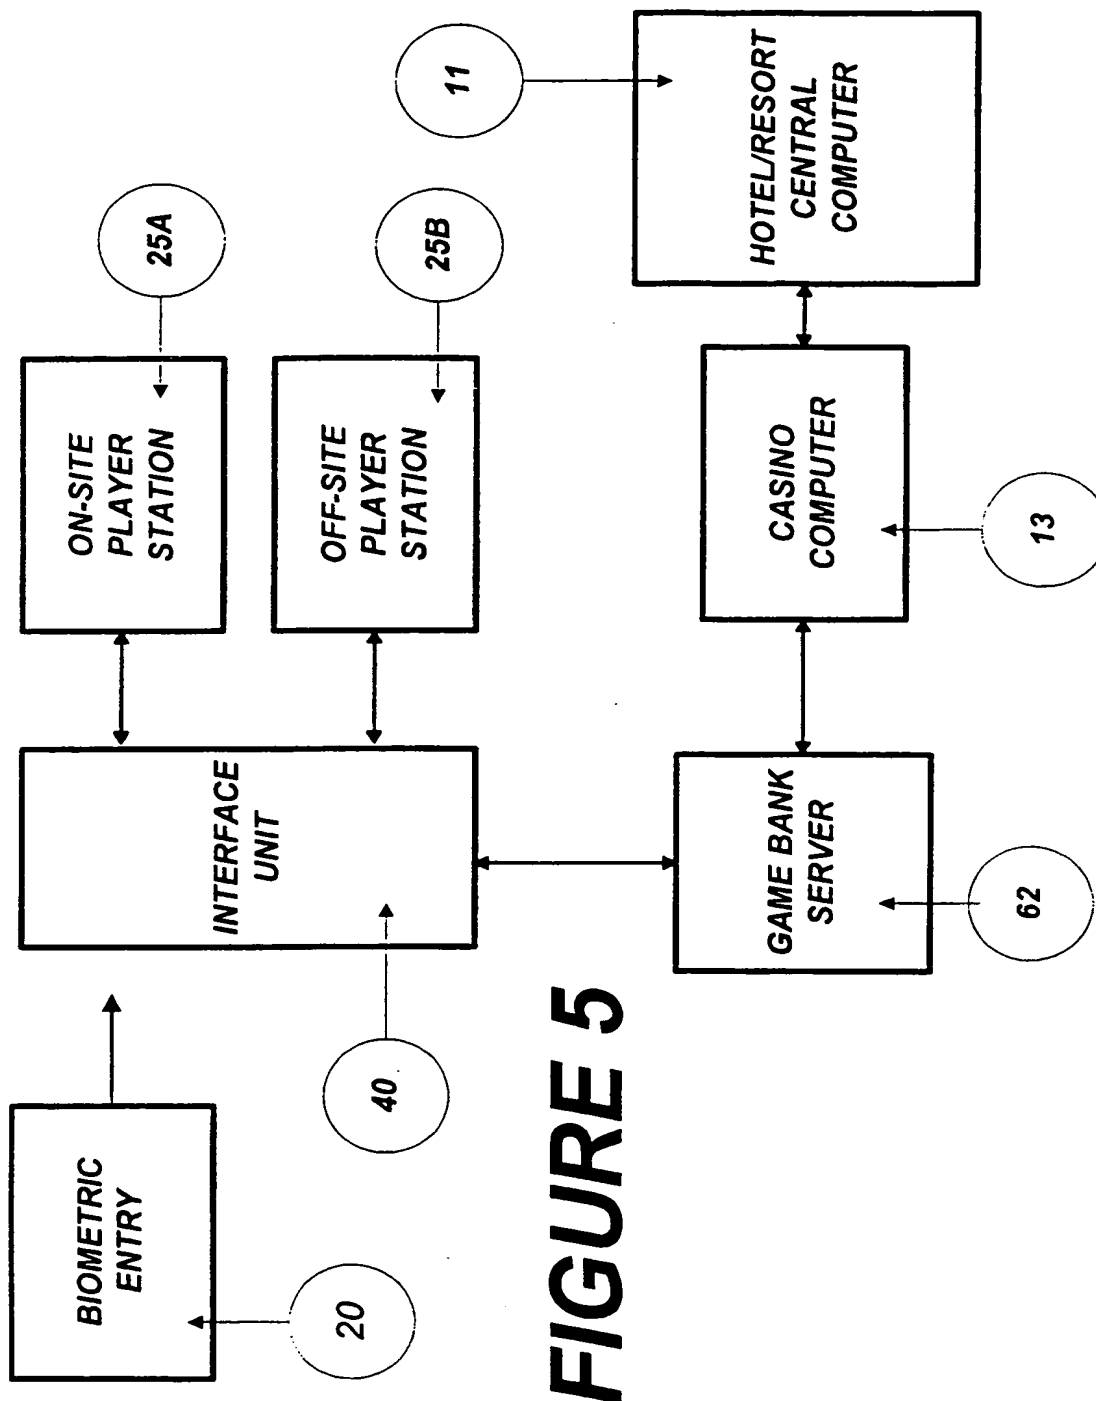 BIOMETRIC
ENTRY
20
INTERFACE
UNIT
40
ON-SITE
PLAYER
STATION
25A
OFF-SITE
PLAYER
STATION
25B
GAME BANK
SERVER
62
CASINO
COMPUTER
13
HOTEL/RESORT
CENTRAL
COMPUTER
11
FIGURE 5